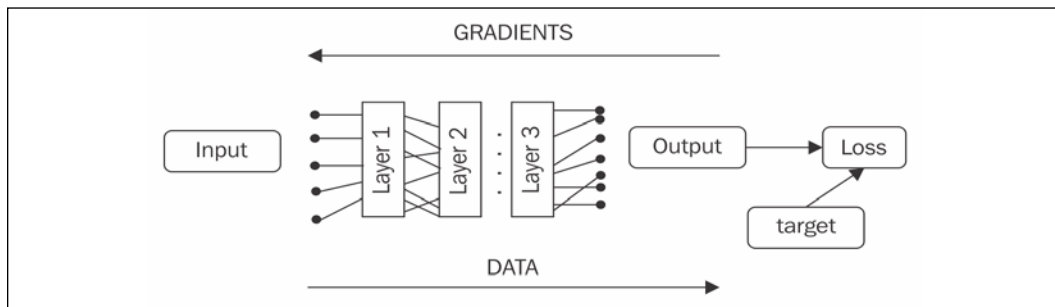 GRADIENTS
Input
Layer 1
Layer 2
Layer 3
Output
Loss
target
DATA